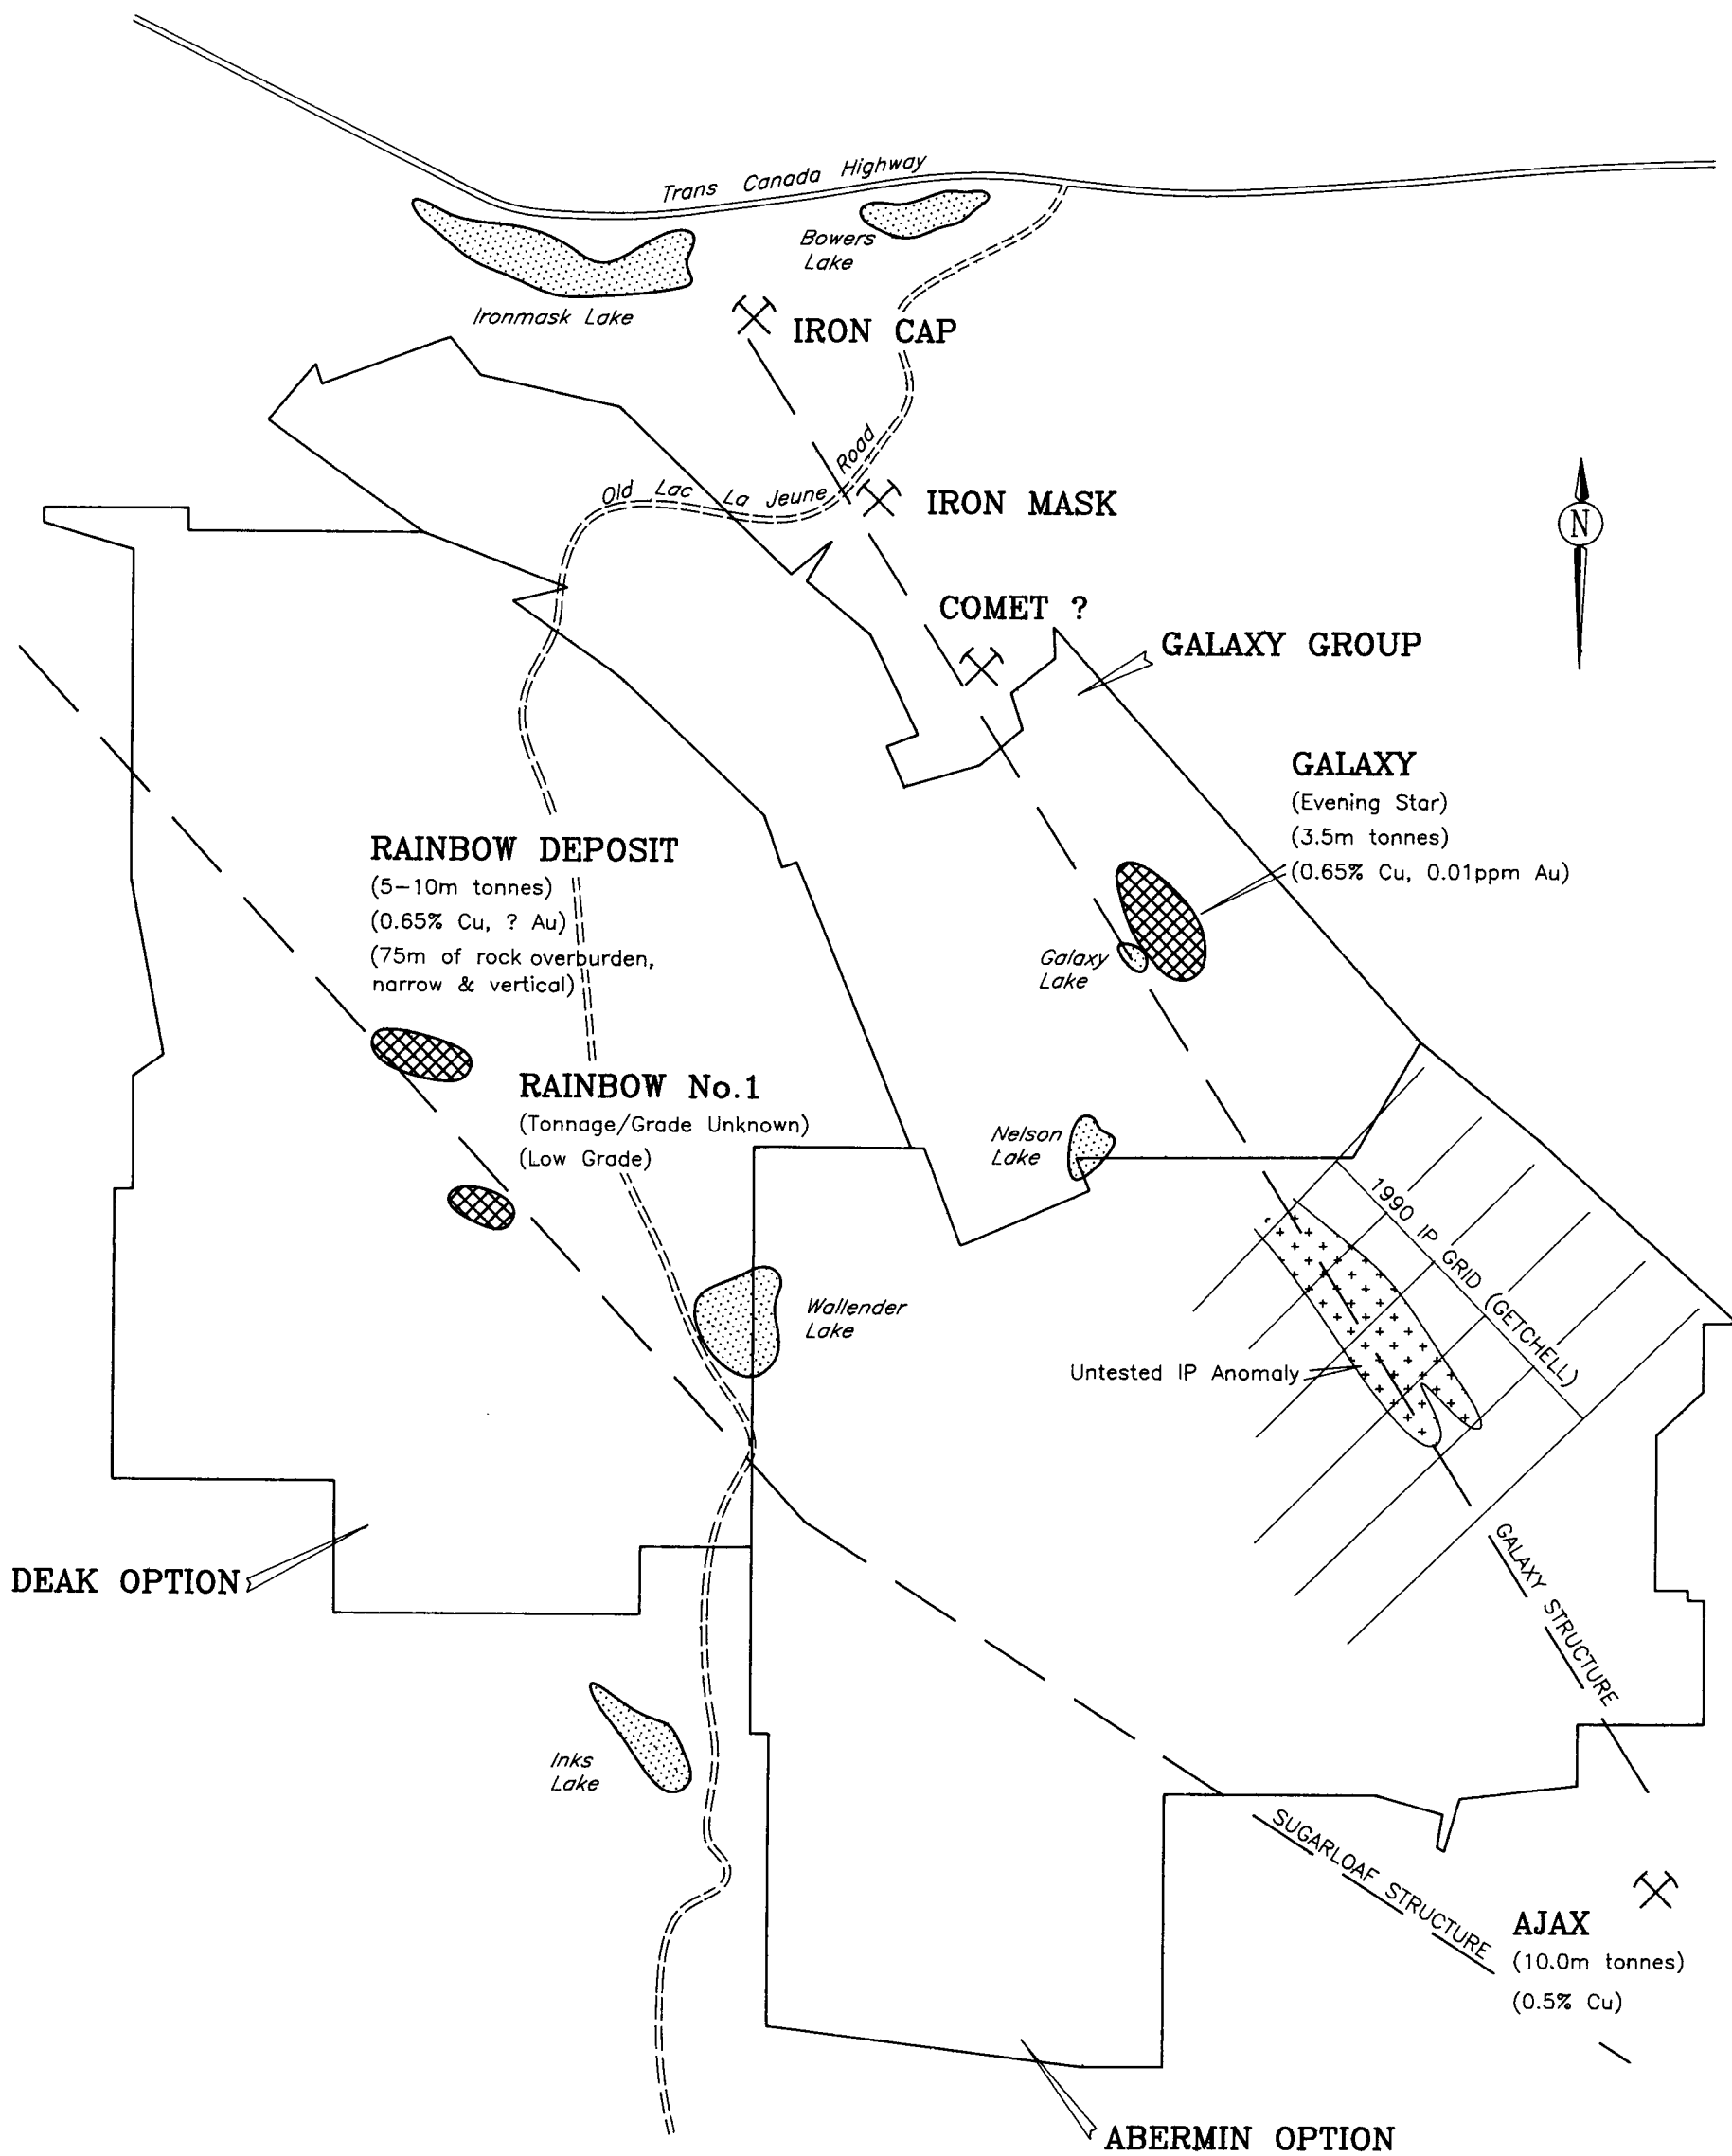 Trans Canada Highway
Bowers
Lake
Ironmask Lake
IRON CAP
Old Lac La Jeune Road
IRON MASK
N
COMET ?
GALAXY GROUP
GALAXY
(Evening Star)
(3.5m tonnes)
(0.65% Cu, 0.01ppm Au)
RAINBOW DEPOSIT
(5-10m tonnes)
(0.65% Cu, ? Au)
(75m of rock overburden,
narrow & vertical)
Galaxy
Lake
RAINBOW No.1
(Tonnage/Grade Unknown)
(Low Grade)
Nelson
Lake
1990 IP GRID (GETCHELL)
Wallender
Lake
Untested IP Anomaly
GALAXY STRUCTURE
DEAK OPTION
Inks
Lake
SUGARLOAF STRUCTURE
AJAX
(10.0m tonnes)
(0.5% Cu)
ABERMIN OPTION